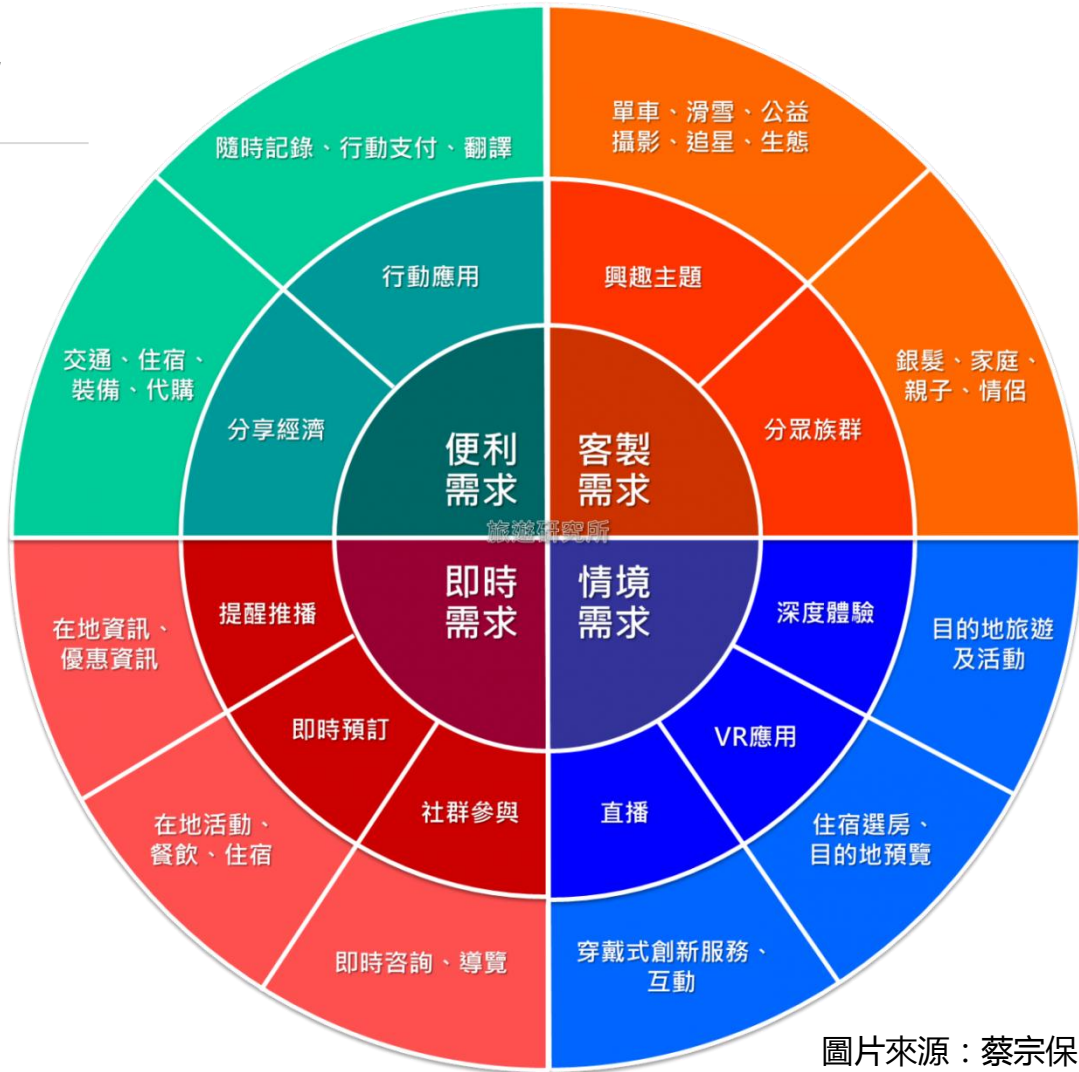 隨時記錄、行動支付、翻譯
單車、滑雪、公益
攝影、追星、生態
行動應用
興趣主題
交通、住宿、
裝備、代購
分享經濟
分眾族群
銀髮、家庭、
親子、情侶
便利
需求
客製
需求
旅遊研究所
即時
需求
情境
需求
在地資訊、
優惠資訊
提醒推播
深度體驗
目的地旅遊
及活動
即時預訂
VR應用
在地活動、
餐飲、住宿
社群參與
直播
住宿選房、
目的地預覽
即時咨詢、導覽
穿戴式創新服務、
互動
圖片來源：蔡宗保